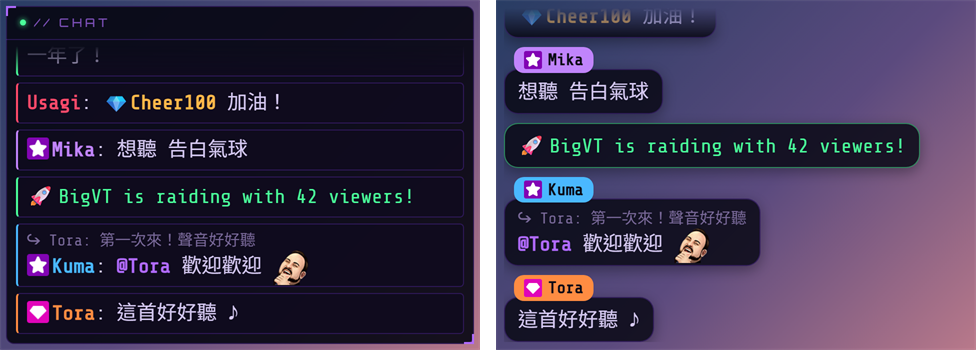 // CHAT
一年了！
Usagi: Cheer100 加油！
Mika: 想聽 告白氣球
BigVT is raiding with 42 viewers!
↪ Tora: 第一次來！聲音好好聽
Kuma: @Tora 歡迎歡迎
Tora: 這首好好聽 ♪
Cheer100 加油！
Mika
想聽 告白氣球
BigVT is raiding with 42 viewers!
Kuma
↪ Tora: 第一次來！聲音好好聽
@Tora 歡迎歡迎
Tora
這首好好聽 ♪